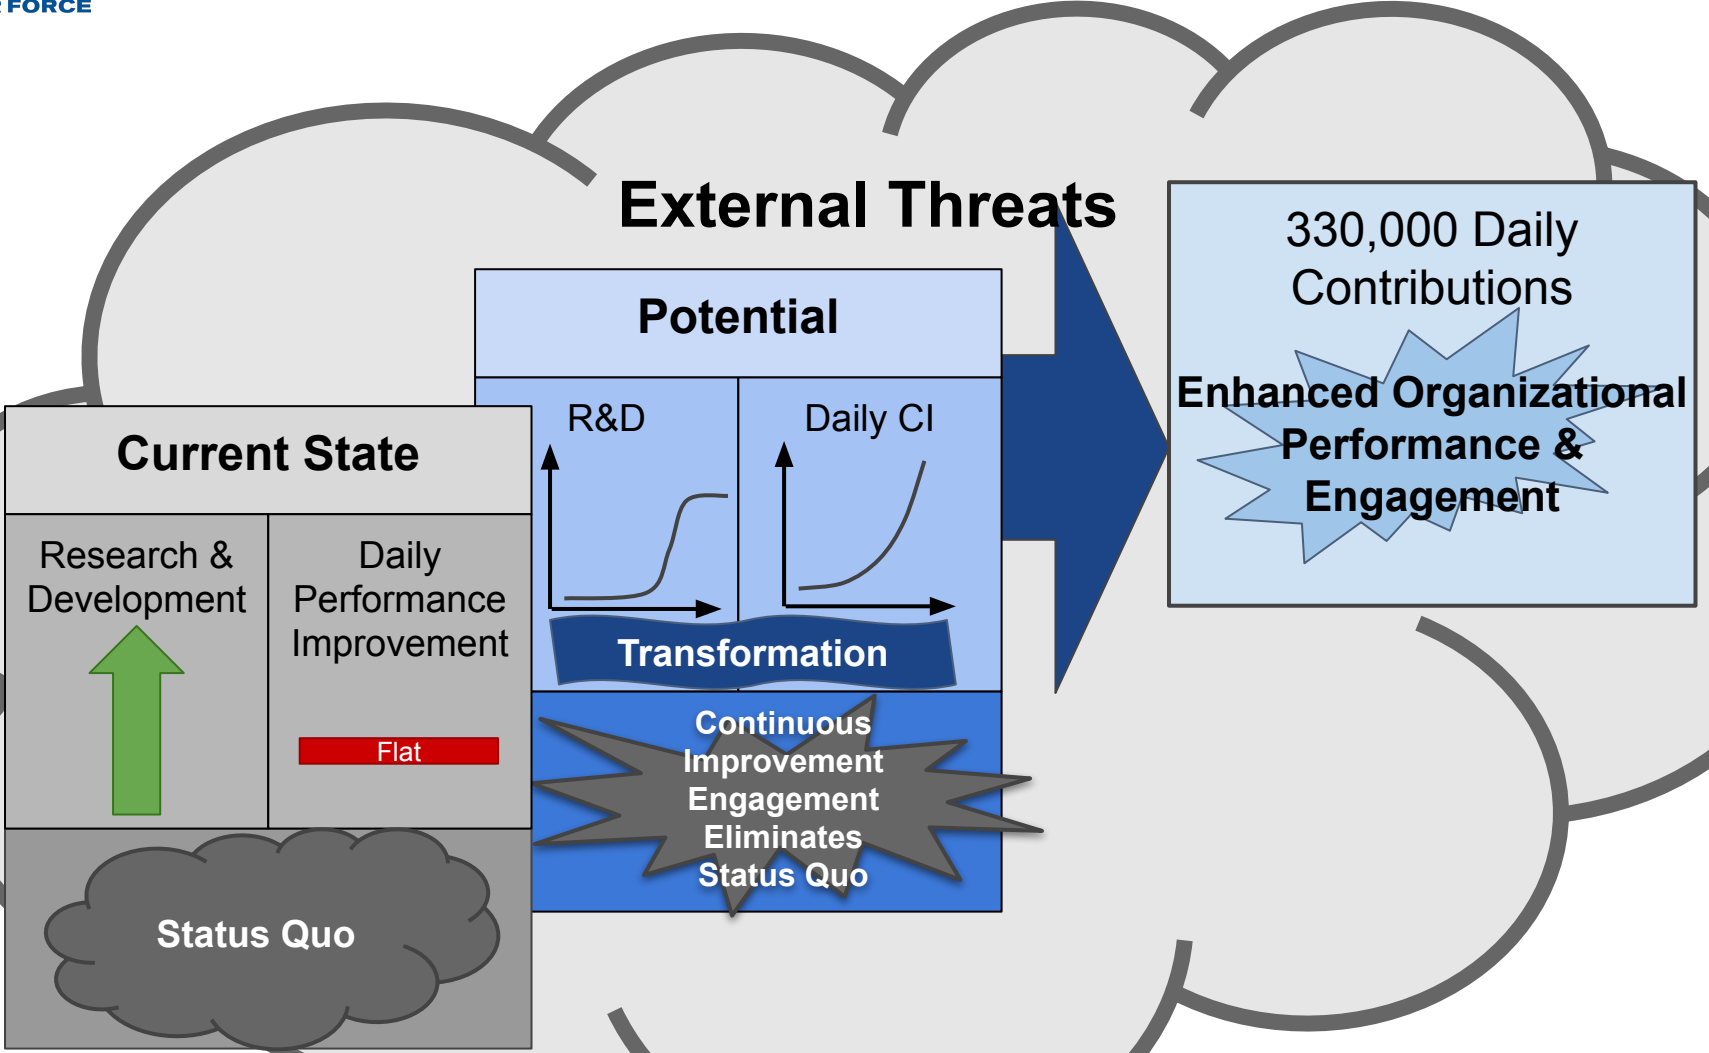 FORCE
External Threats
330,000 Daily
Contributions
Enhanced Organizational
Performance &
Engagement
Potential
R&D
Daily CI
Transformation
Continuous
Improvement
Engagement
Eliminates
Status Quo
Current State
Research &
Development
Daily
Performance
Improvement
Flat
Status Quo